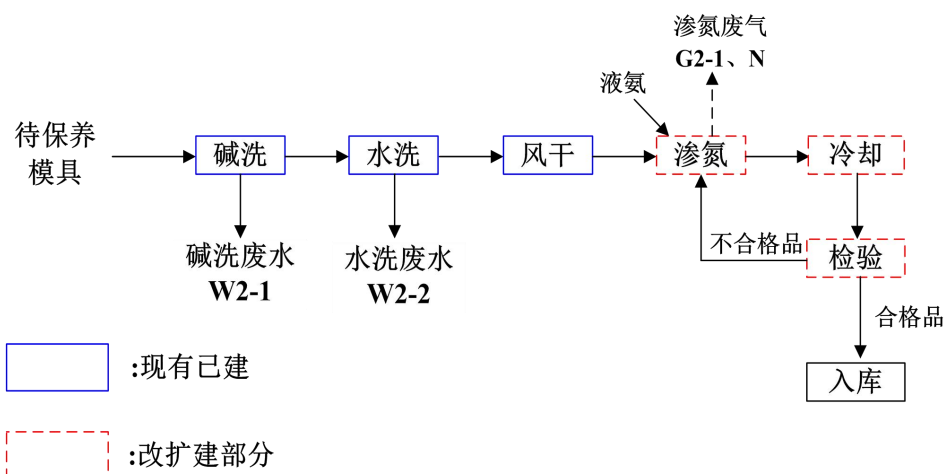 渗氮废气
G2-1、N
液氨
待保养
模具
碱洗
水洗
风干
渗氮
冷却
碱洗废水
W2-1
水洗废水
W2-2
不合格品
检验
合格品
入库
:现有已建
:改扩建部分